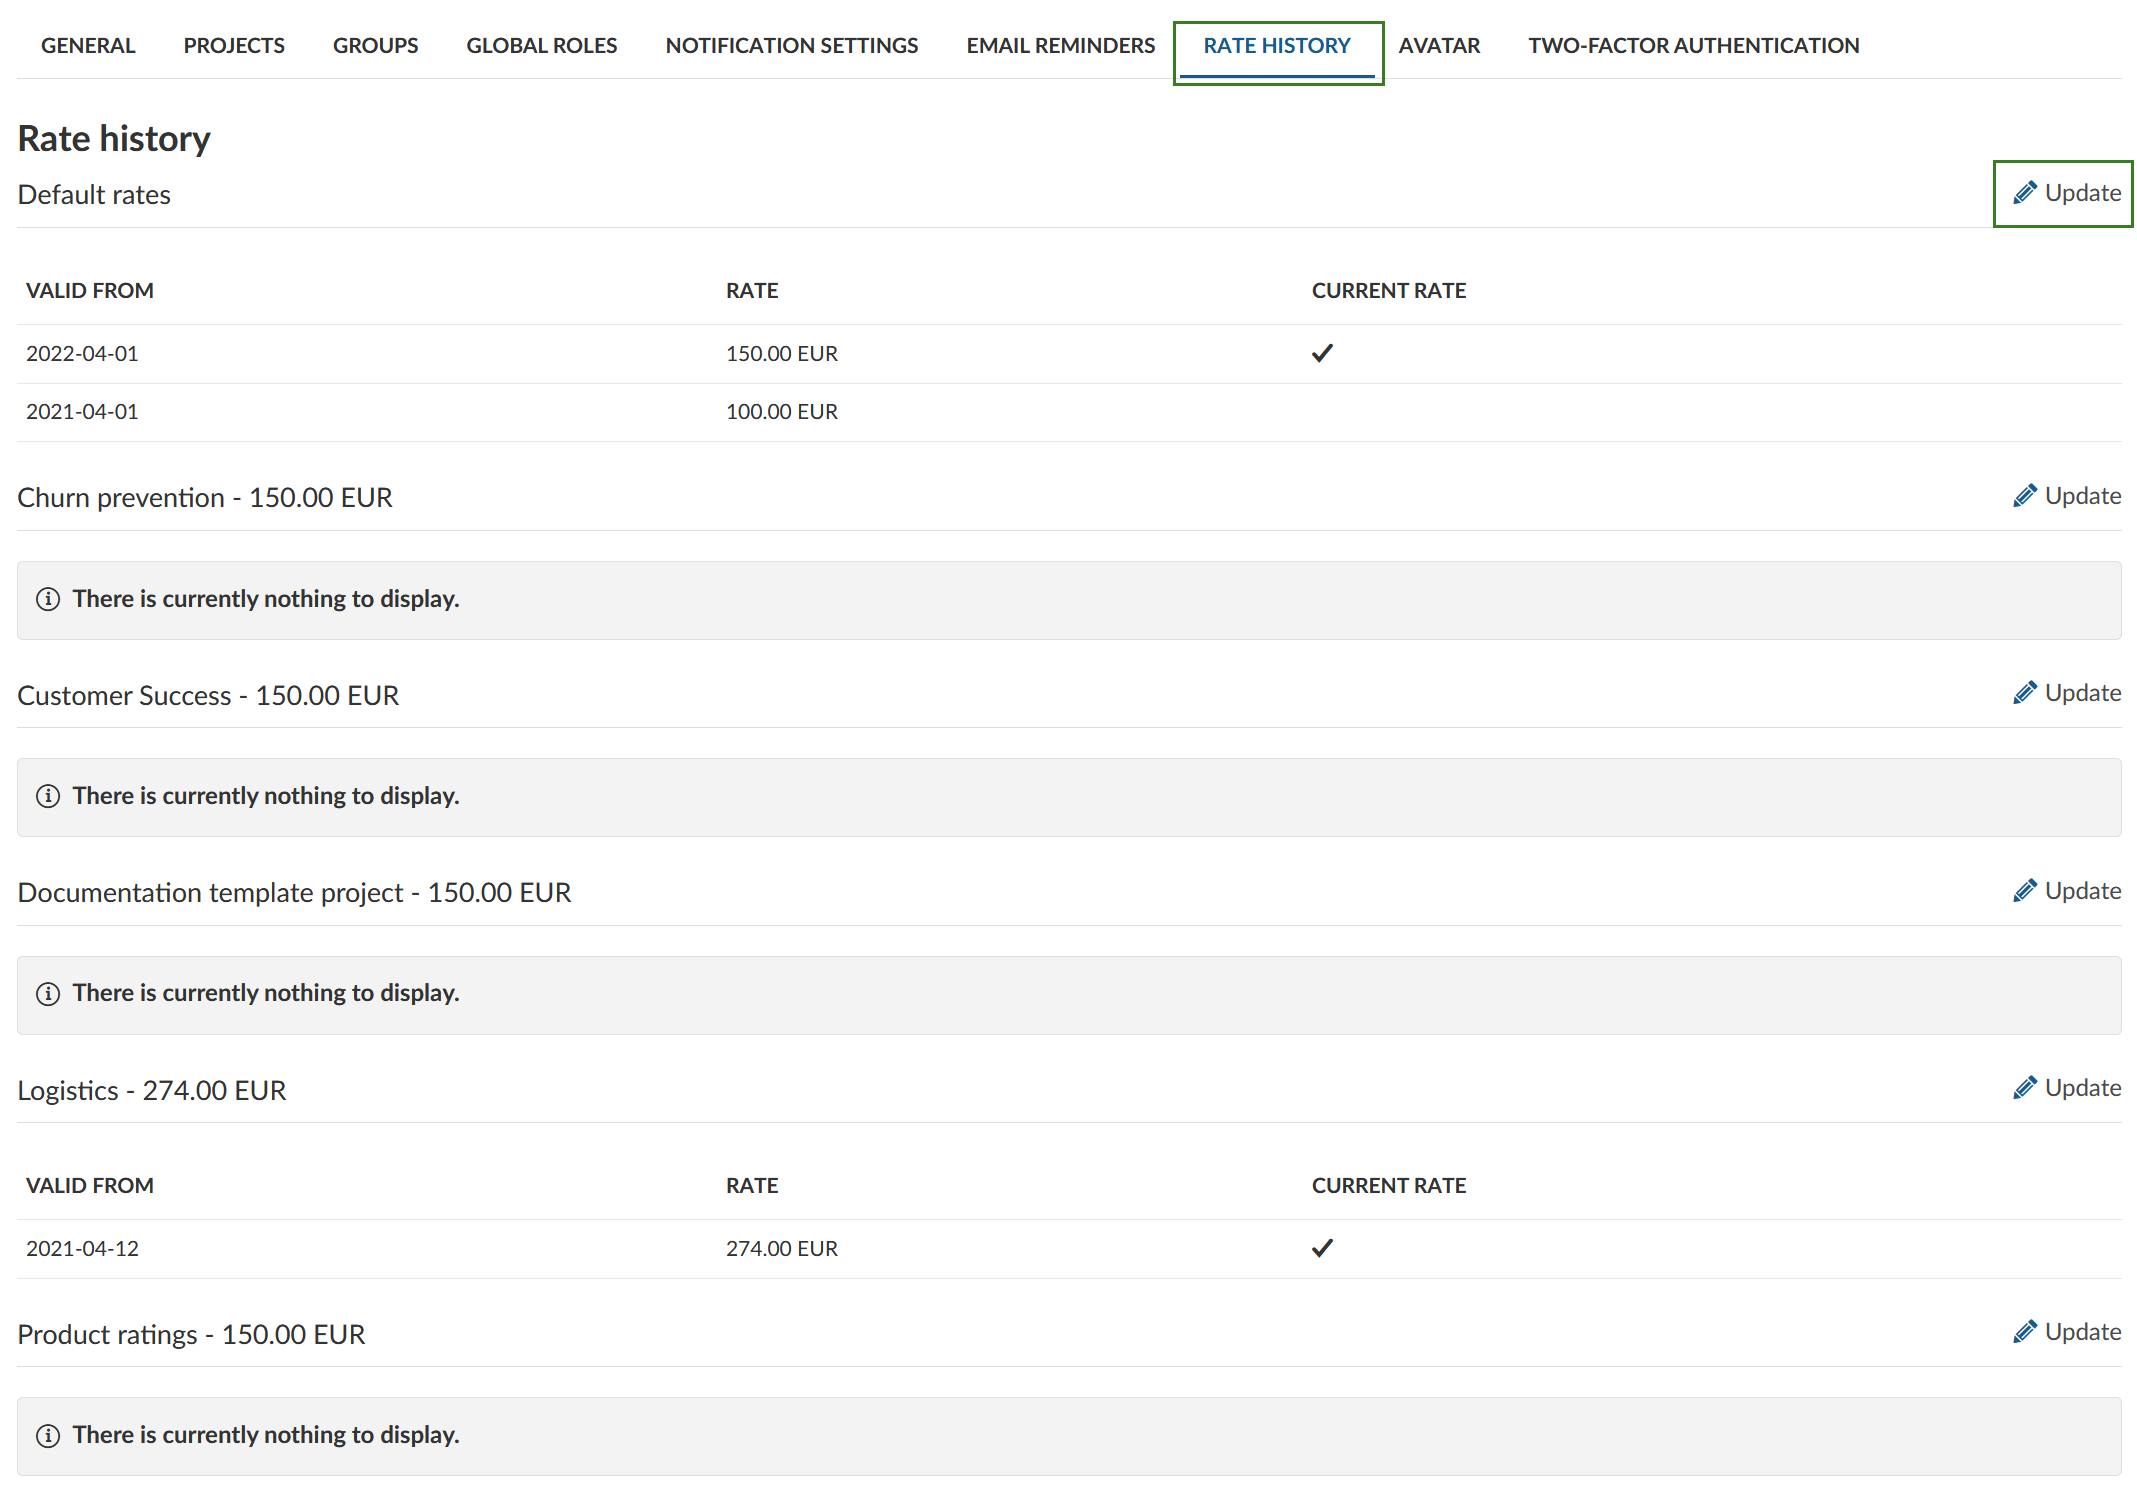 GENERAL PROJECTS GROUPS GLOBAL ROLES NOTIFICATION SETTINGS EMAIL REMINDERS RATE HISTORY AVATAR TWO-FACTOR AUTHENTICATION
Rate history
Default rates Update
VALID FROM RATE CURRENT RATE
2022-04-01 150.00 EUR
2021-04-01 100.00 EUR
Churn prevention - 150.00 EUR Update
There is currently nothing to display.
Customer Success - 150.00 EUR Update
There is currently nothing to display.
Documentation template project - 150.00 EUR Update
There is currently nothing to display.
Logistics - 274.00 EUR Update
VALID FROM RATE CURRENT RATE
2021-04-12 274.00 EUR
Product ratings - 150.00 EUR Update
There is currently nothing to display.